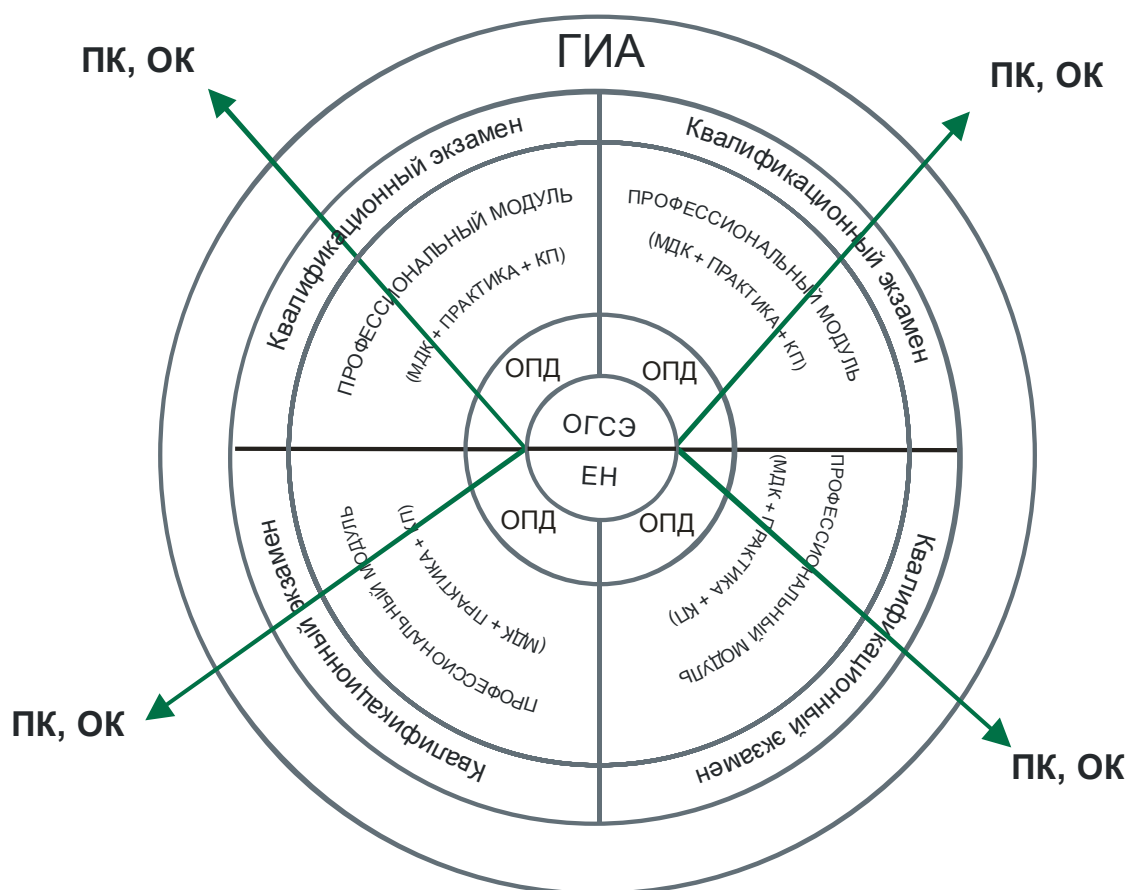 ГИА
ПК, ОК
ПК, ОК
Квалификационный экзамен
Квалификационный экзамен
ПРОФЕССИОНАЛЬНЫЙ МОДУЛЬ
ПРОФЕССИОНАЛЬНЫЙ МОДУЛЬ
(МДК + ПРАКТИКА + КП)
(МДК + ПРАКТИКА + КП)
ОПД
ОПД
ОГСЭ
ЕН
ОПД
ОПД
(МДК + ПРАКТИКА + КП)
(МДК + ПРАКТИКА + КП)
ПРОФЕССИОНАЛЬНЫЙ МОДУЛЬ
ПРОФЕССИОНАЛЬНЫЙ МОДУЛЬ
Квалификационный экзамен
Квалификационный экзамен
ПК, ОК
ПК, ОК